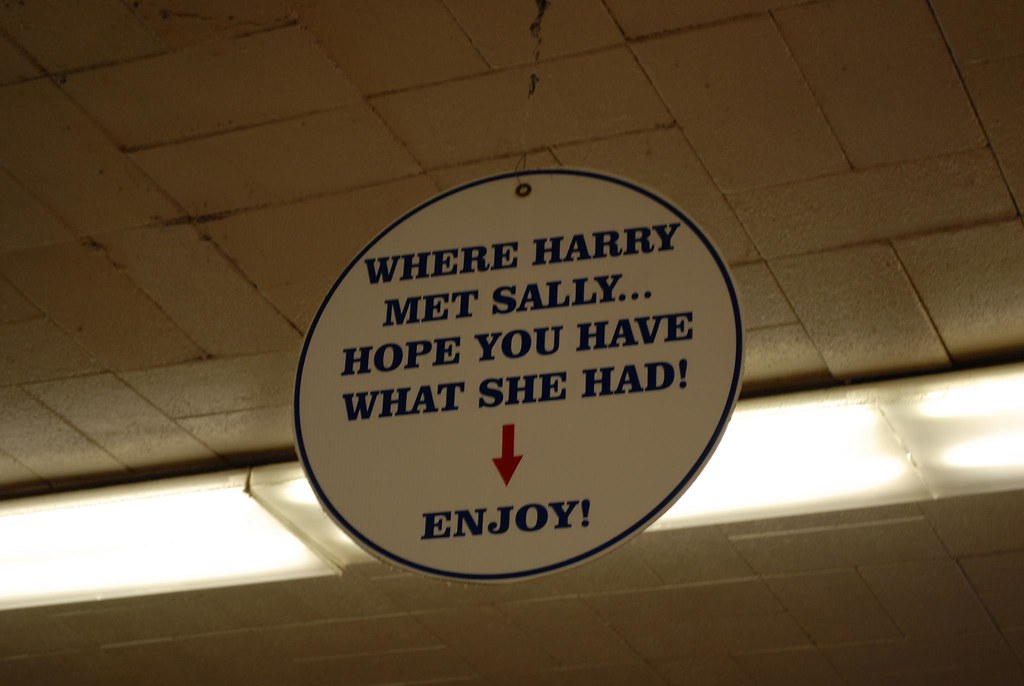 WHERE HARRY
MET SALLY...
HOPE YOU HAVE
WHAT SHE HAD!
ENJOY!